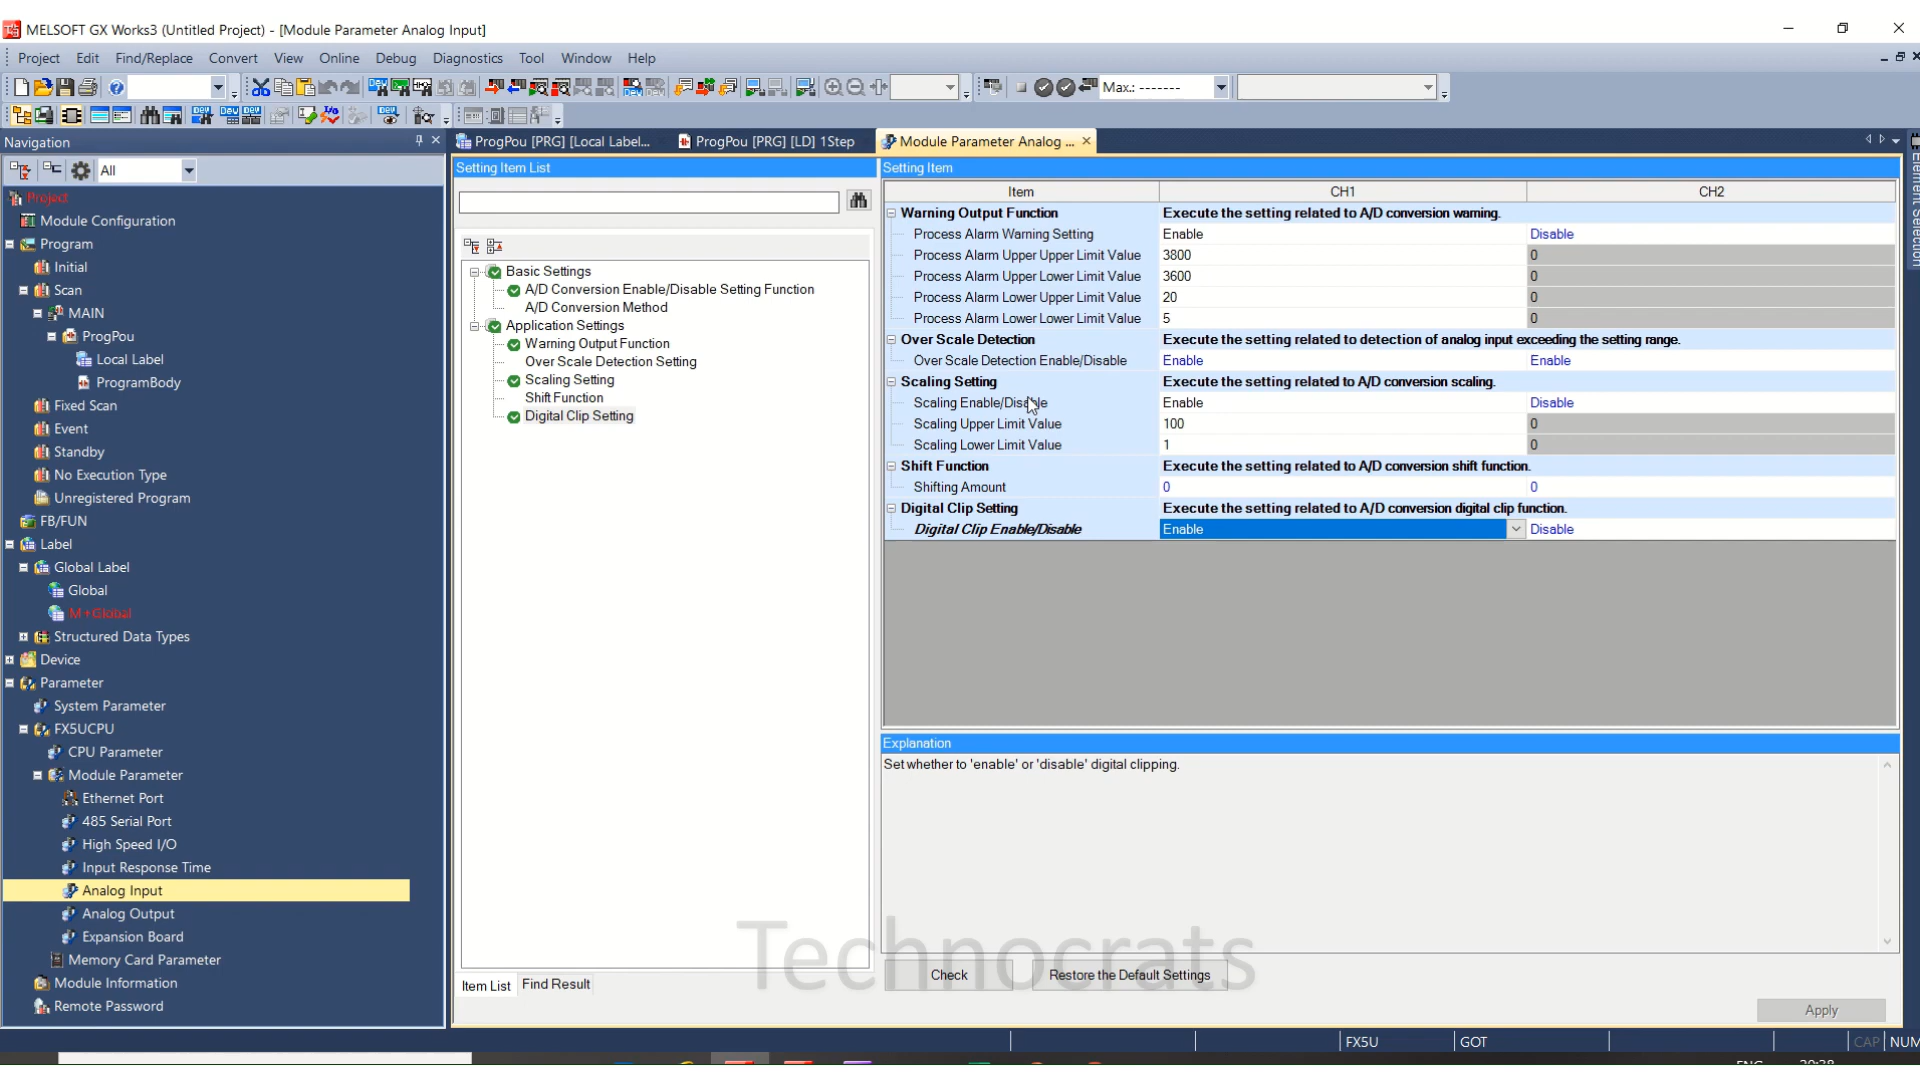 MELSOFT GX Works3 (Untitled Project) - [Module Parameter Analog Input]
Project Edit Find/Replace Convert View Online Debug Diagnostics Tool Window Help
Max.: -------
Navigation
ProgPou [PRG] [Local Label...
ProgPou [PRG] [LD] 1Step
Module Parameter Analog ...
All
Project
Module Configuration
Program
Initial
Scan
MAIN
ProgPou
Local Label
ProgramBody
Fixed Scan
Event
Standby
No Execution Type
Unregistered Program
FB/FUN
Label
Global Label
Global
M+Global
Structured Data Types
Device
Parameter
System Parameter
FX5UCPU
CPU Parameter
Module Parameter
Ethernet Port
485 Serial Port
High Speed I/O
Input Response Time
Analog Input
Analog Output
Expansion Board
Memory Card Parameter
Module Information
Remote Password
Setting Item List
Basic Settings
A/D Conversion Enable/Disable Setting Function
A/D Conversion Method
Application Settings
Warning Output Function
Over Scale Detection Setting
Scaling Setting
Shift Function
Digital Clip Setting
Item List Find Result
Setting Item
Item CH1 CH2
Warning Output Function Execute the setting related to A/D conversion warning.
Process Alarm Warning Setting Enable Disable
Process Alarm Upper Upper Limit Value 3800 0
Process Alarm Upper Lower Limit Value 3600 0
Process Alarm Lower Upper Limit Value 20 0
Process Alarm Lower Lower Limit Value 5 0
Over Scale Detection Execute the setting related to detection of analog input exceeding the setting range.
Over Scale Detection Enable/Disable Enable Enable
Scaling Setting Execute the setting related to A/D conversion scaling.
Scaling Enable/Disable Enable Disable
Scaling Upper Limit Value 100 0
Scaling Lower Limit Value 1 0
Shift Function Execute the setting related to A/D conversion shift function.
Shifting Amount 0 0
Digital Clip Setting Execute the setting related to A/D conversion digital clip function.
Digital Clip Enable/Disable Enable Disable
Explanation
Set whether to 'enable' or 'disable' digital clipping.
Technocrats
Check Restore the Default Settings
Apply
Element Selection
FX5U GOT CAP NUM